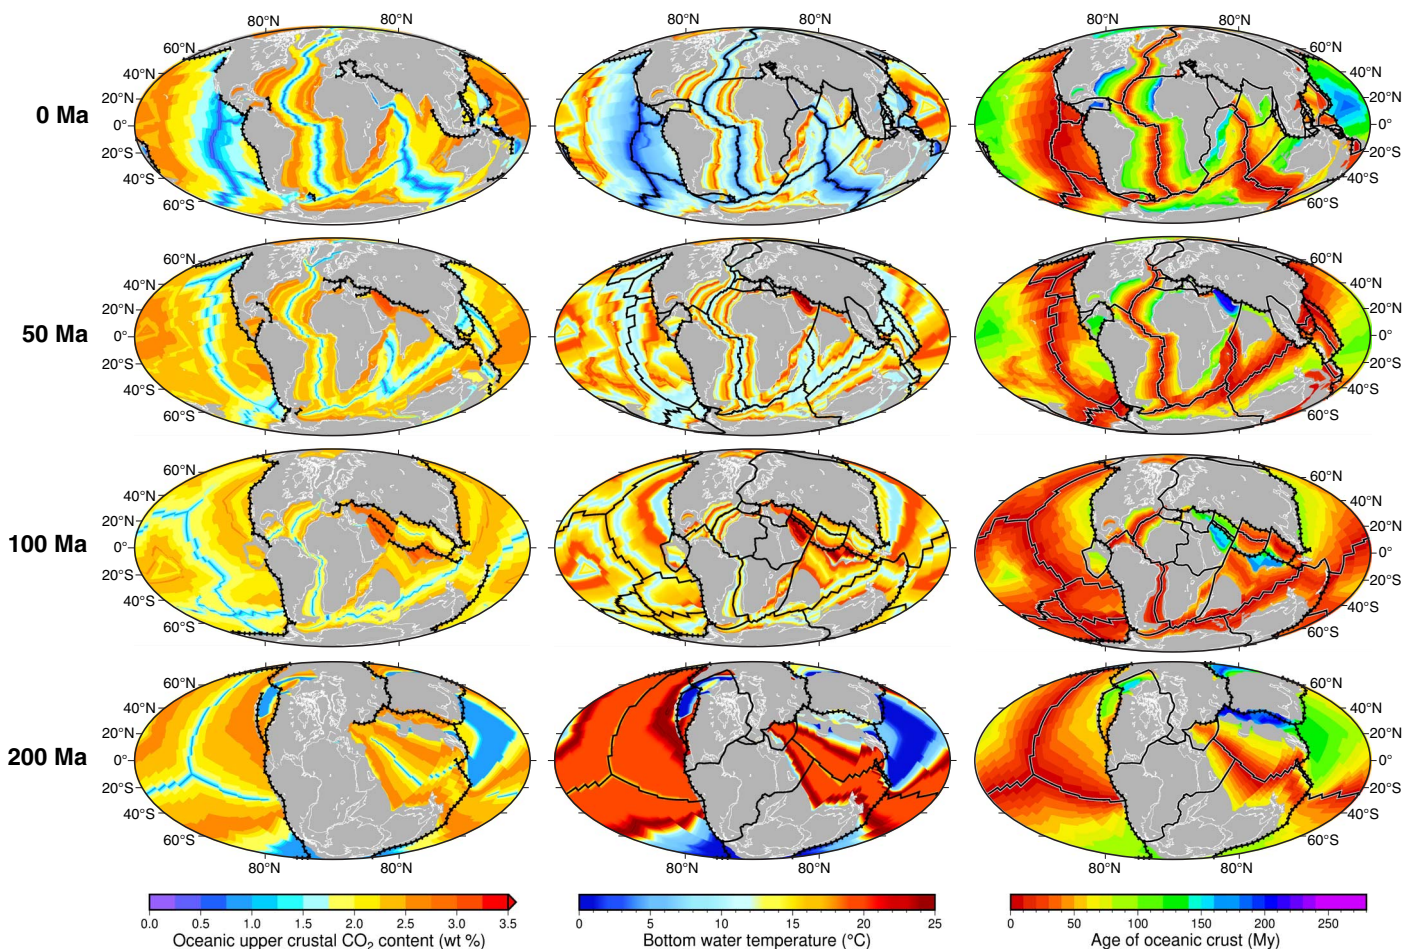 80°N 80°N 80°N 80°N
60°N 60°N
40°N 40°N
20°N 20°N
0 Ma 0° 0°
20°S 20°S
40°S 40°S
60°S 60°S
60°N 60°N
40°N 40°N
20°N 20°N
50 Ma 0° 0°
20°S 20°S
40°S 40°S
60°S 60°S
60°N 60°N
40°N 40°N
20°N 20°N
100 Ma 0° 0°
20°S 20°S
40°S 40°S
60°S 60°S
60°N 60°N
40°N 40°N
20°N 20°N
200 Ma 0° 0°
20°S 20°S
40°S
60°S 60°S
80°N 80°N 80°N 80°N 80°N 80°N
0.0 0.5 1.0 1.5 2.0 2.5 3.0 3.5 0 5 10 15 20 25 0 50 100 150 200 250
Oceanic upper crustal CO₂ content (wt %) Bottom water temperature (°C) Age of oceanic crust (My)